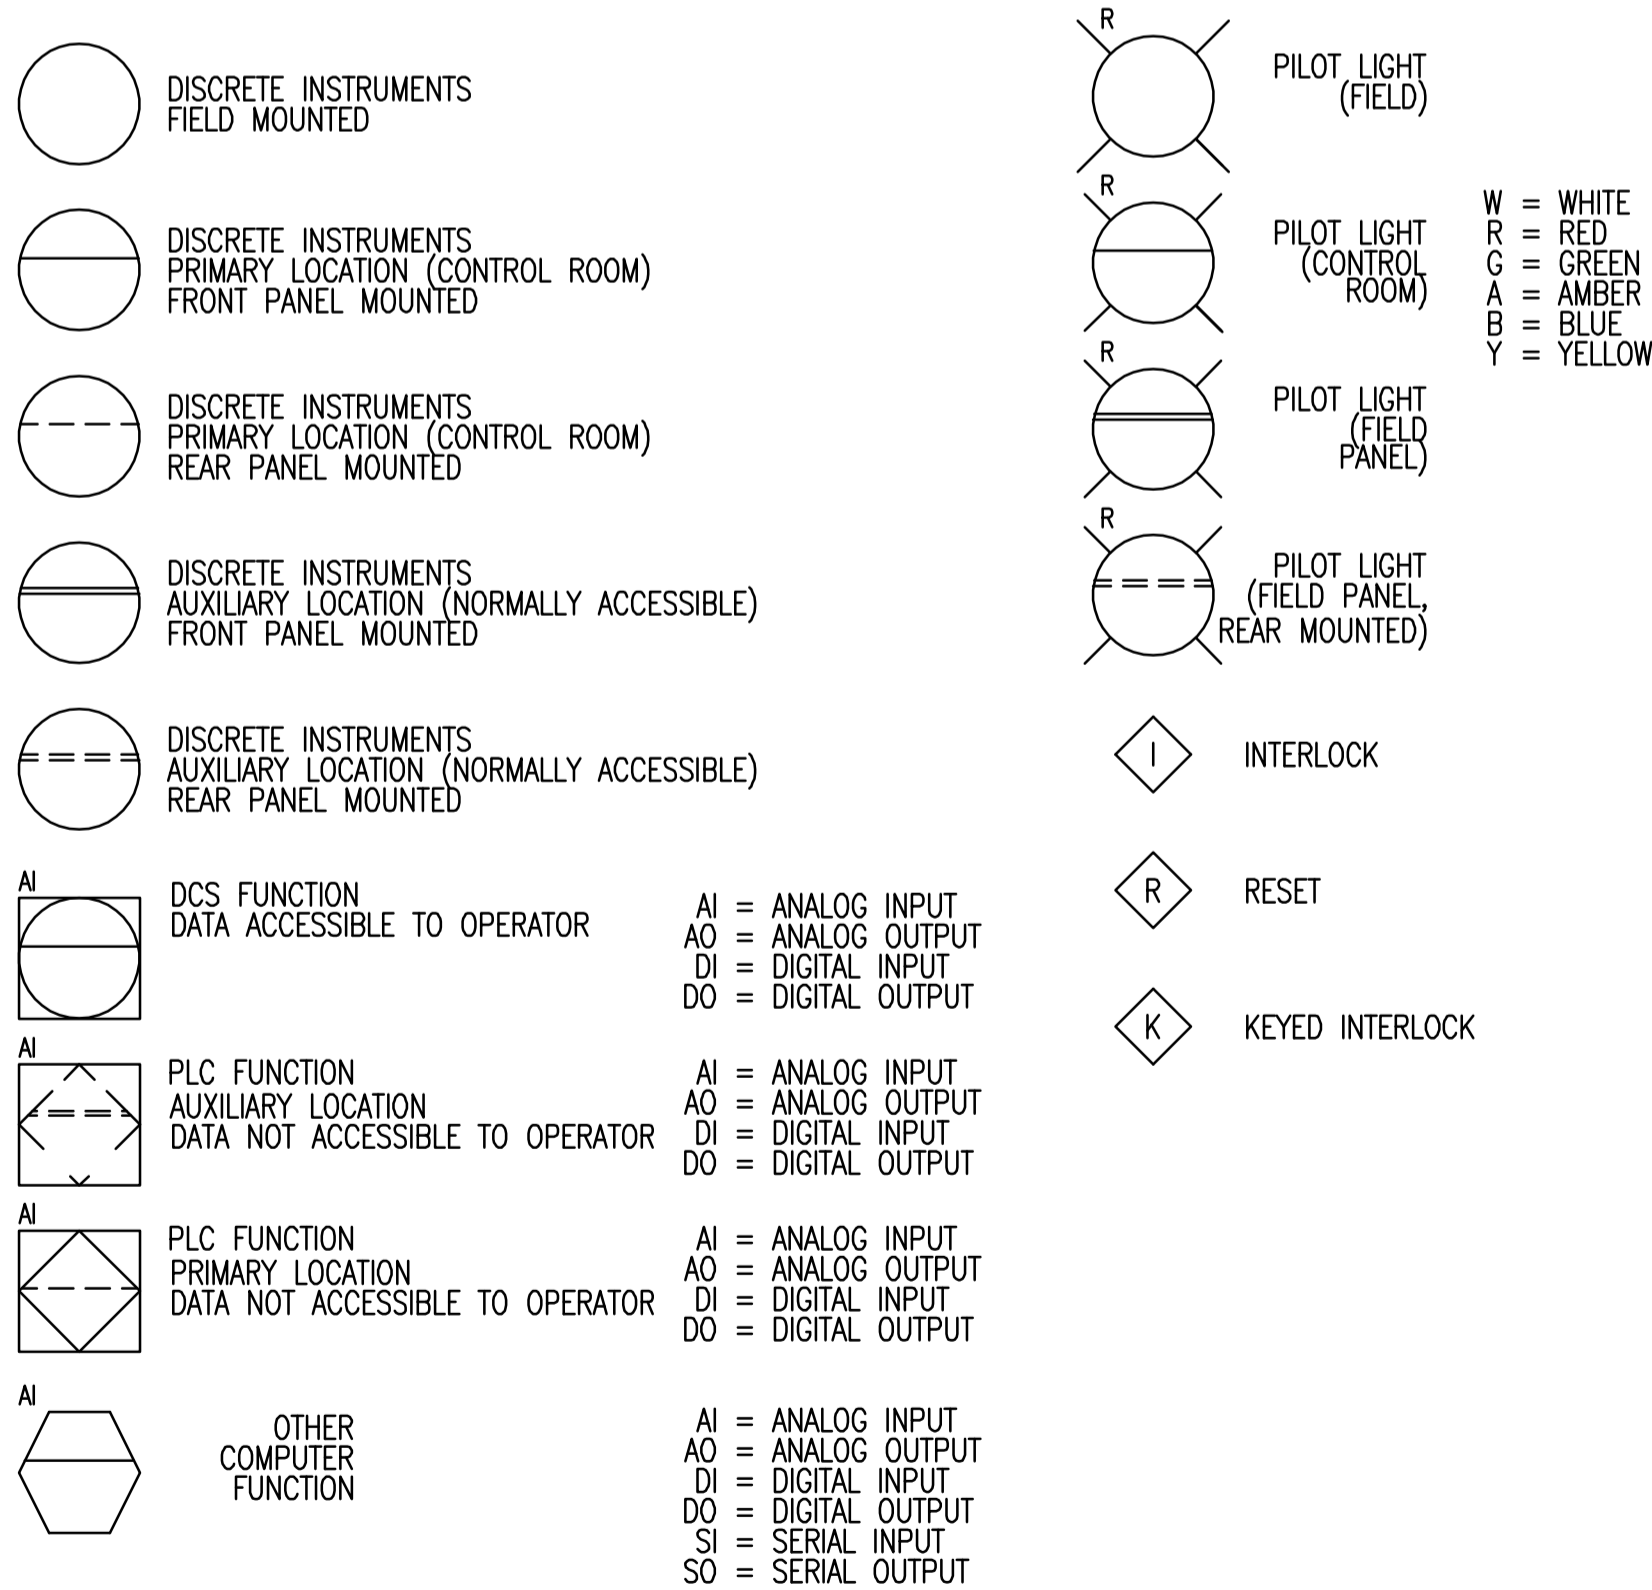 DISCRETE INSTRUMENTS
FIELD MOUNTED
DISCRETE INSTRUMENTS
PRIMARY LOCATION (CONTROL ROOM)
FRONT PANEL MOUNTED
DISCRETE INSTRUMENTS
PRIMARY LOCATION (CONTROL ROOM)
REAR PANEL MOUNTED
DISCRETE INSTRUMENTS
AUXILIARY LOCATION (NORMALLY ACCESSIBLE)
FRONT PANEL MOUNTED
DISCRETE INSTRUMENTS
AUXILIARY LOCATION (NORMALLY ACCESSIBLE)
REAR PANEL MOUNTED
AI
DCS FUNCTION
DATA ACCESSIBLE TO OPERATOR
AI = ANALOG INPUT
AO = ANALOG OUTPUT
DI = DIGITAL INPUT
DO = DIGITAL OUTPUT
AI
PLC FUNCTION
AUXILIARY LOCATION
DATA NOT ACCESSIBLE TO OPERATOR
AI = ANALOG INPUT
AO = ANALOG OUTPUT
DI = DIGITAL INPUT
DO = DIGITAL OUTPUT
AI
PLC FUNCTION
PRIMARY LOCATION
DATA NOT ACCESSIBLE TO OPERATOR
AI = ANALOG INPUT
AO = ANALOG OUTPUT
DI = DIGITAL INPUT
DO = DIGITAL OUTPUT
AI
OTHER
COMPUTER
FUNCTION
AI = ANALOG INPUT
AO = ANALOG OUTPUT
DI = DIGITAL INPUT
DO = DIGITAL OUTPUT
SI = SERIAL INPUT
SO = SERIAL OUTPUT
R
PILOT LIGHT
(FIELD)
R
PILOT LIGHT
(CONTROL
ROOM)
R
PILOT LIGHT
(FIELD
PANEL)
R
PILOT LIGHT
(FIELD PANEL,
REAR MOUNTED)
W = WHITE
R = RED
G = GREEN
A = AMBER
B = BLUE
Y = YELLOW
I
INTERLOCK
R
RESET
K
KEYED INTERLOCK